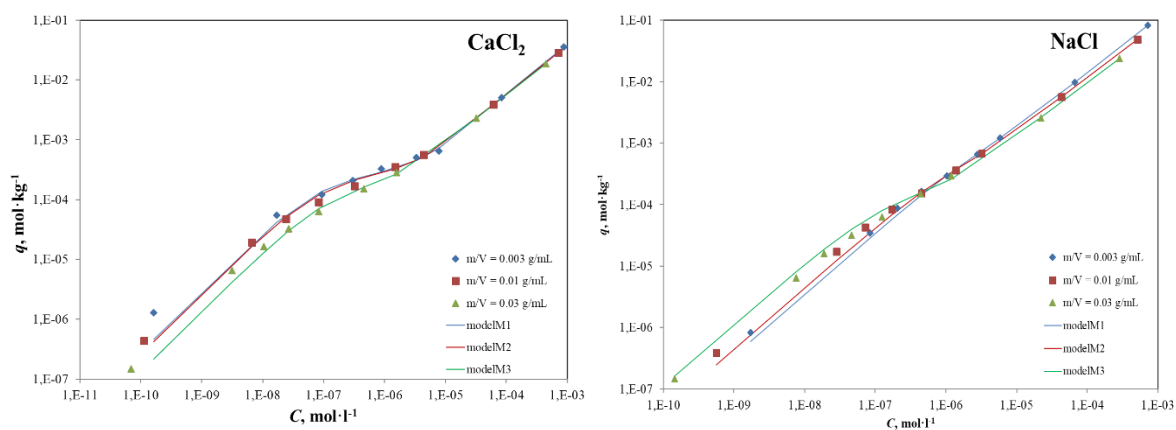 CaCl₂
1,E-01
1,E-02
1,E-03
1,E-04
1,E-05
1,E-06
1,E-07
q, mol·kg⁻¹
m/V = 0.003 g/mL
m/V = 0.01 g/mL
m/V = 0.03 g/mL
modelM1
modelM2
modelM3
1,E-11 1,E-10 1,E-09 1,E-08 1,E-07 1,E-06 1,E-05 1,E-04 1,E-03
C, mol·l⁻¹
NaCl
1,E-01
1,E-02
1,E-03
1,E-04
1,E-05
1,E-06
1,E-07
q, mol·kg⁻¹
m/V = 0.003 g/mL
m/V = 0.01 g/mL
m/V = 0.03 g/mL
modelM1
modelM2
modelM3
1,E-10 1,E-09 1,E-08 1,E-07 1,E-06 1,E-05 1,E-04 1,E-03
C, mol·l⁻¹